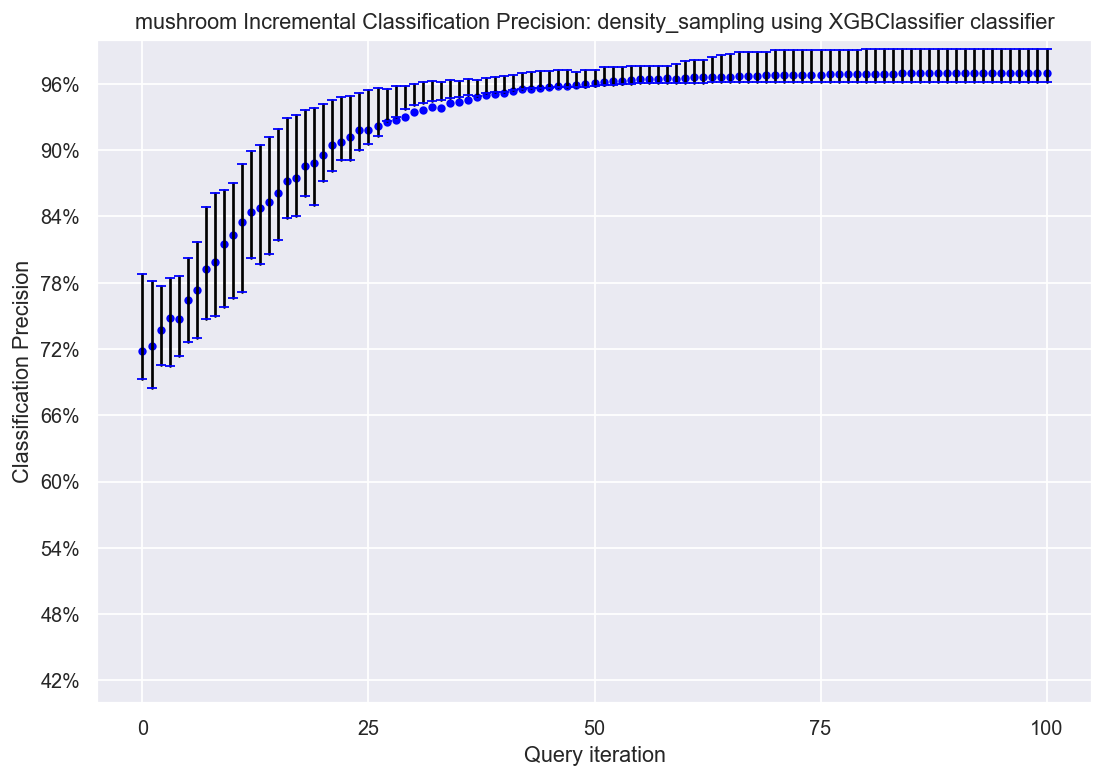 mushroom Incremental Classification Precision: density_sampling using XGBClassifier classifier
96%
90%
84%
78%
72%
66%
60%
54%
48%
42%
Classification Precision
0 25 50 75 100
Query iteration